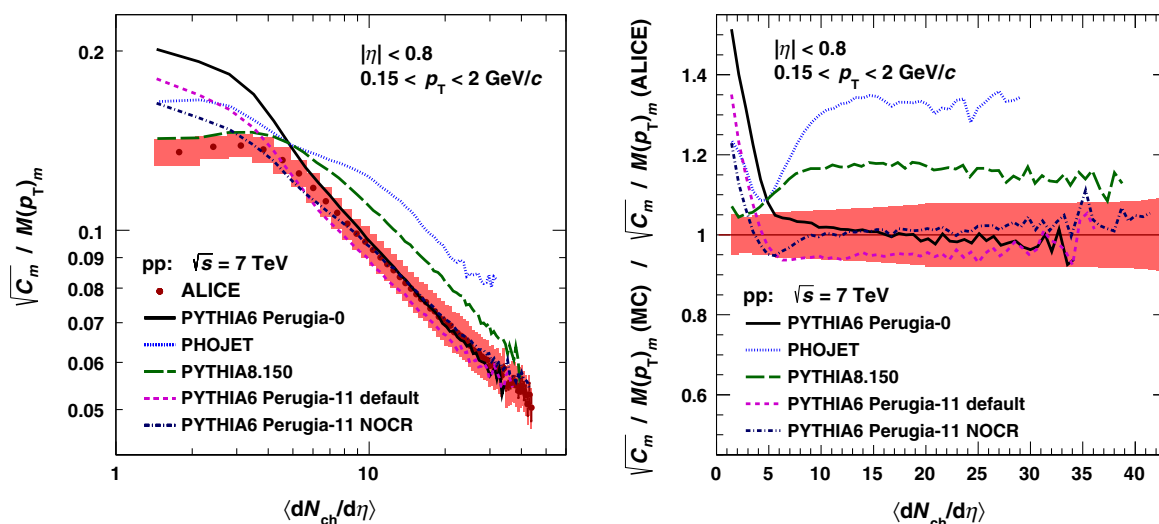 0.2
0.1
0.09
0.08
0.07
0.06
0.05
√C_m / M(p_T)_m
|η| < 0.8
0.15 < p_T < 2 GeV/c
pp: √s = 7 TeV
ALICE
PYTHIA6 Perugia-0
PHOJET
PYTHIA8.150
PYTHIA6 Perugia-11 default
PYTHIA6 Perugia-11 NOCR
1 10
⟨dN_ch/dη⟩
√C_m / M(p_T)_m (MC) / √C_m / M(p_T)_m (ALICE)
1.4
1.2
1
0.8
0.6
|η| < 0.8
0.15 < p_T < 2 GeV/c
pp: √s = 7 TeV
PYTHIA6 Perugia-0
PHOJET
PYTHIA8.150
PYTHIA6 Perugia-11 default
PYTHIA6 Perugia-11 NOCR
0 5 10 15 20 25 30 35 40
⟨dN_ch/dη⟩